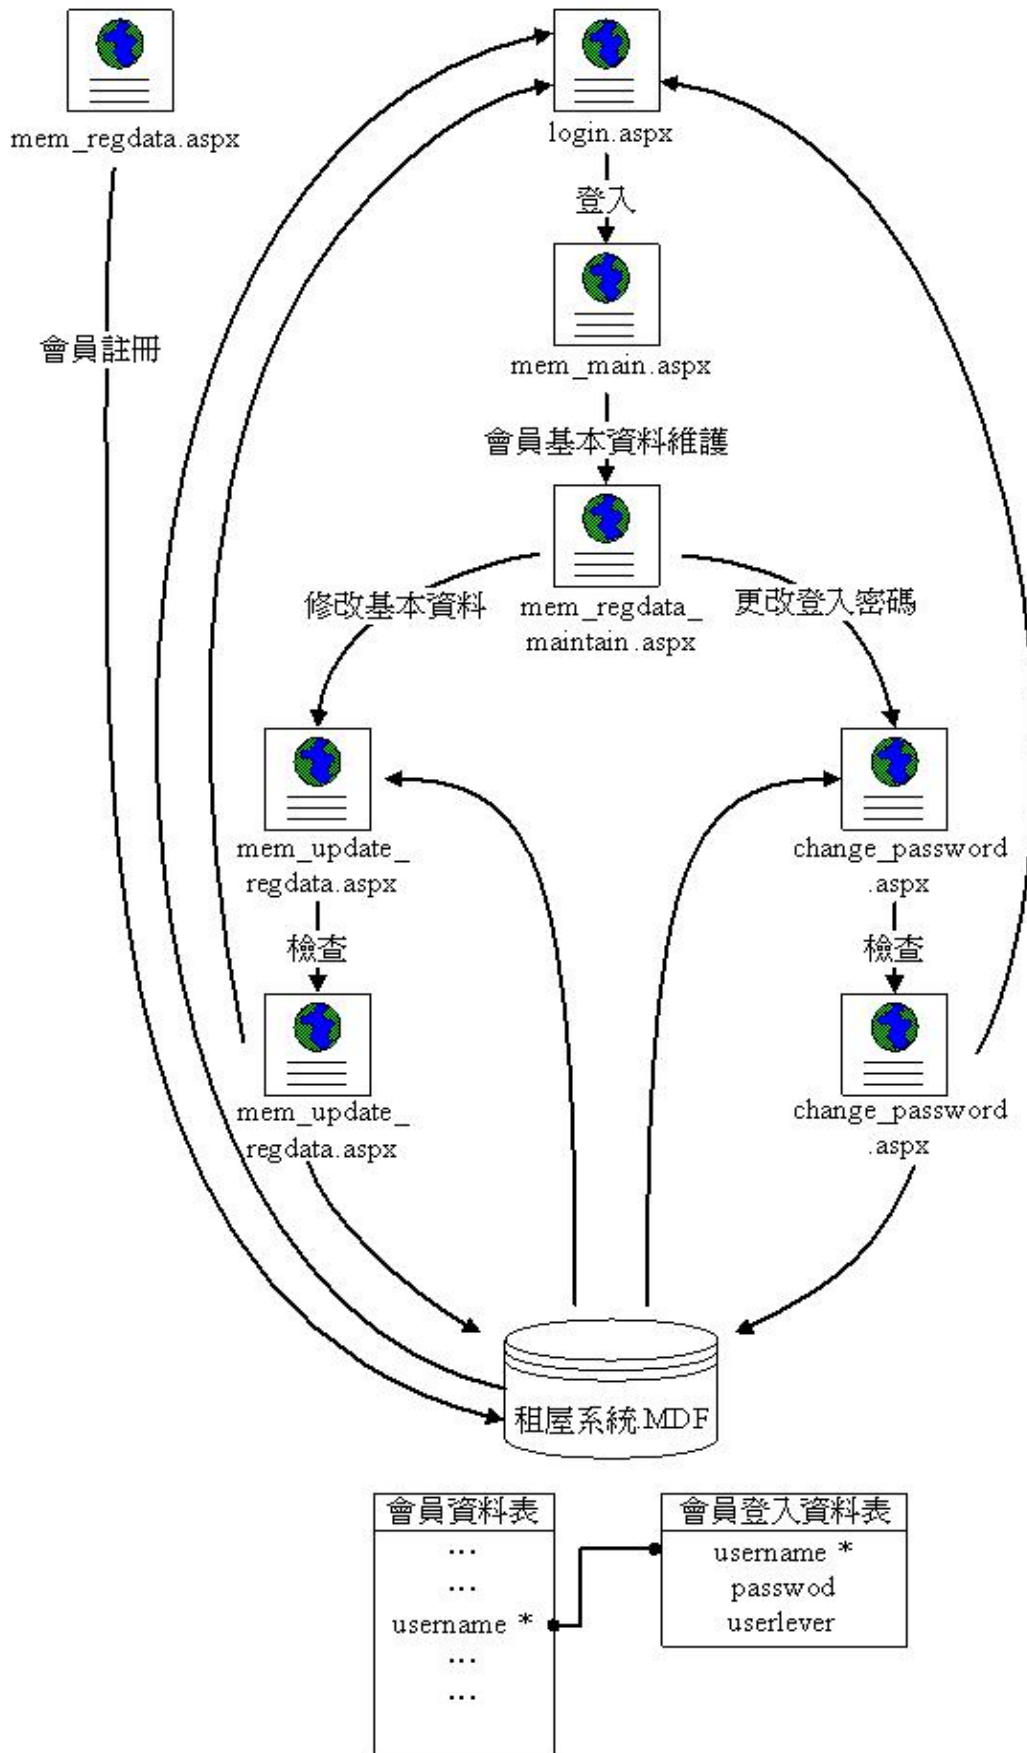 mem_regdata.aspx
login.aspx
登入
mem_main.aspx
會員註冊
會員基本資料維護
mem_regdata_
maintain.aspx
修改基本資料
更改登入密碼
mem_update_
regdata.aspx
change_password
.aspx
檢查
檢查
mem_update_
regdata.aspx
change_password
.aspx
租屋系統.MDF
會員資料表
...
...
username *
...
...
會員登入資料表
username *
passwod
userlever